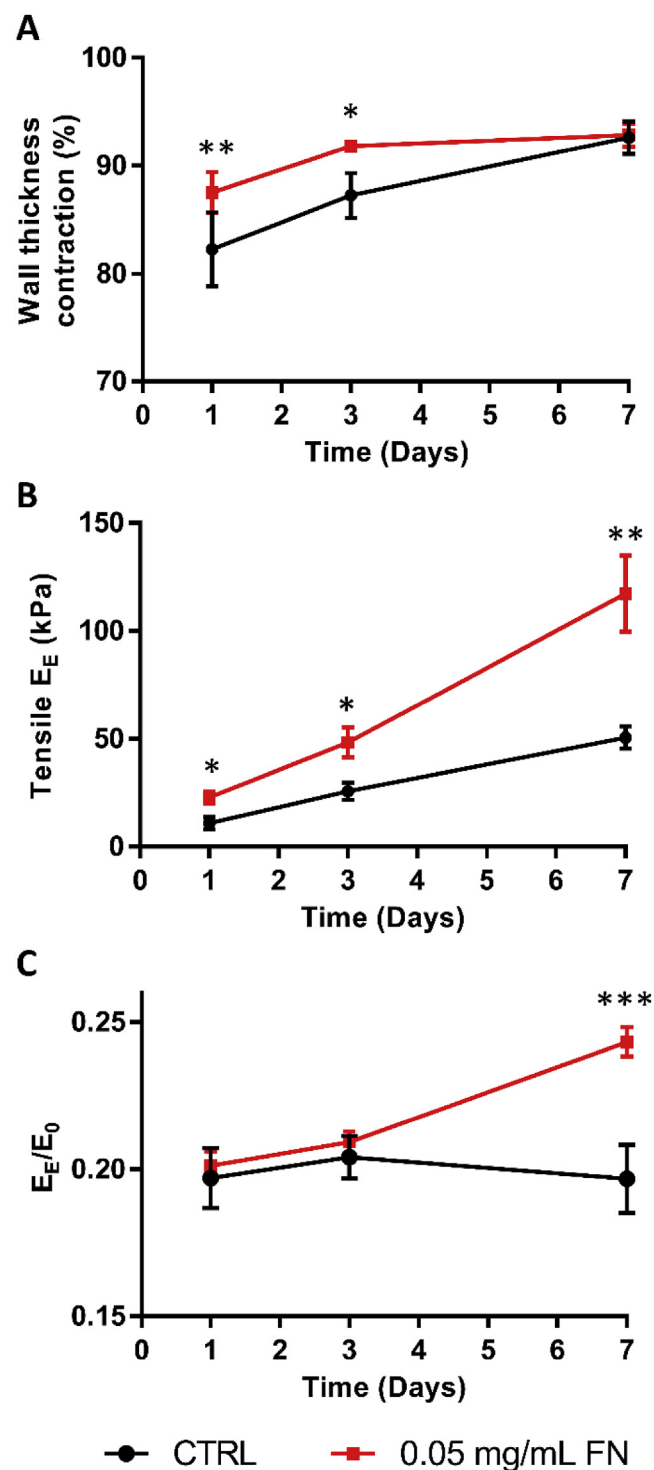 A
Wall thickness
contraction (%)
100
90
80
70
**
*
0 1 2 3 4 5 6 7
Time (Days)
B
Tensile E_E (kPa)
150
100
50
0
*
*
**
0 1 2 3 4 5 6 7
Time (Days)
C
E_E/E_0
0.25
0.20
0.15
***
0 1 2 3 4 5 6 7
Time (Days)
CTRL 0.05 mg/mL FN